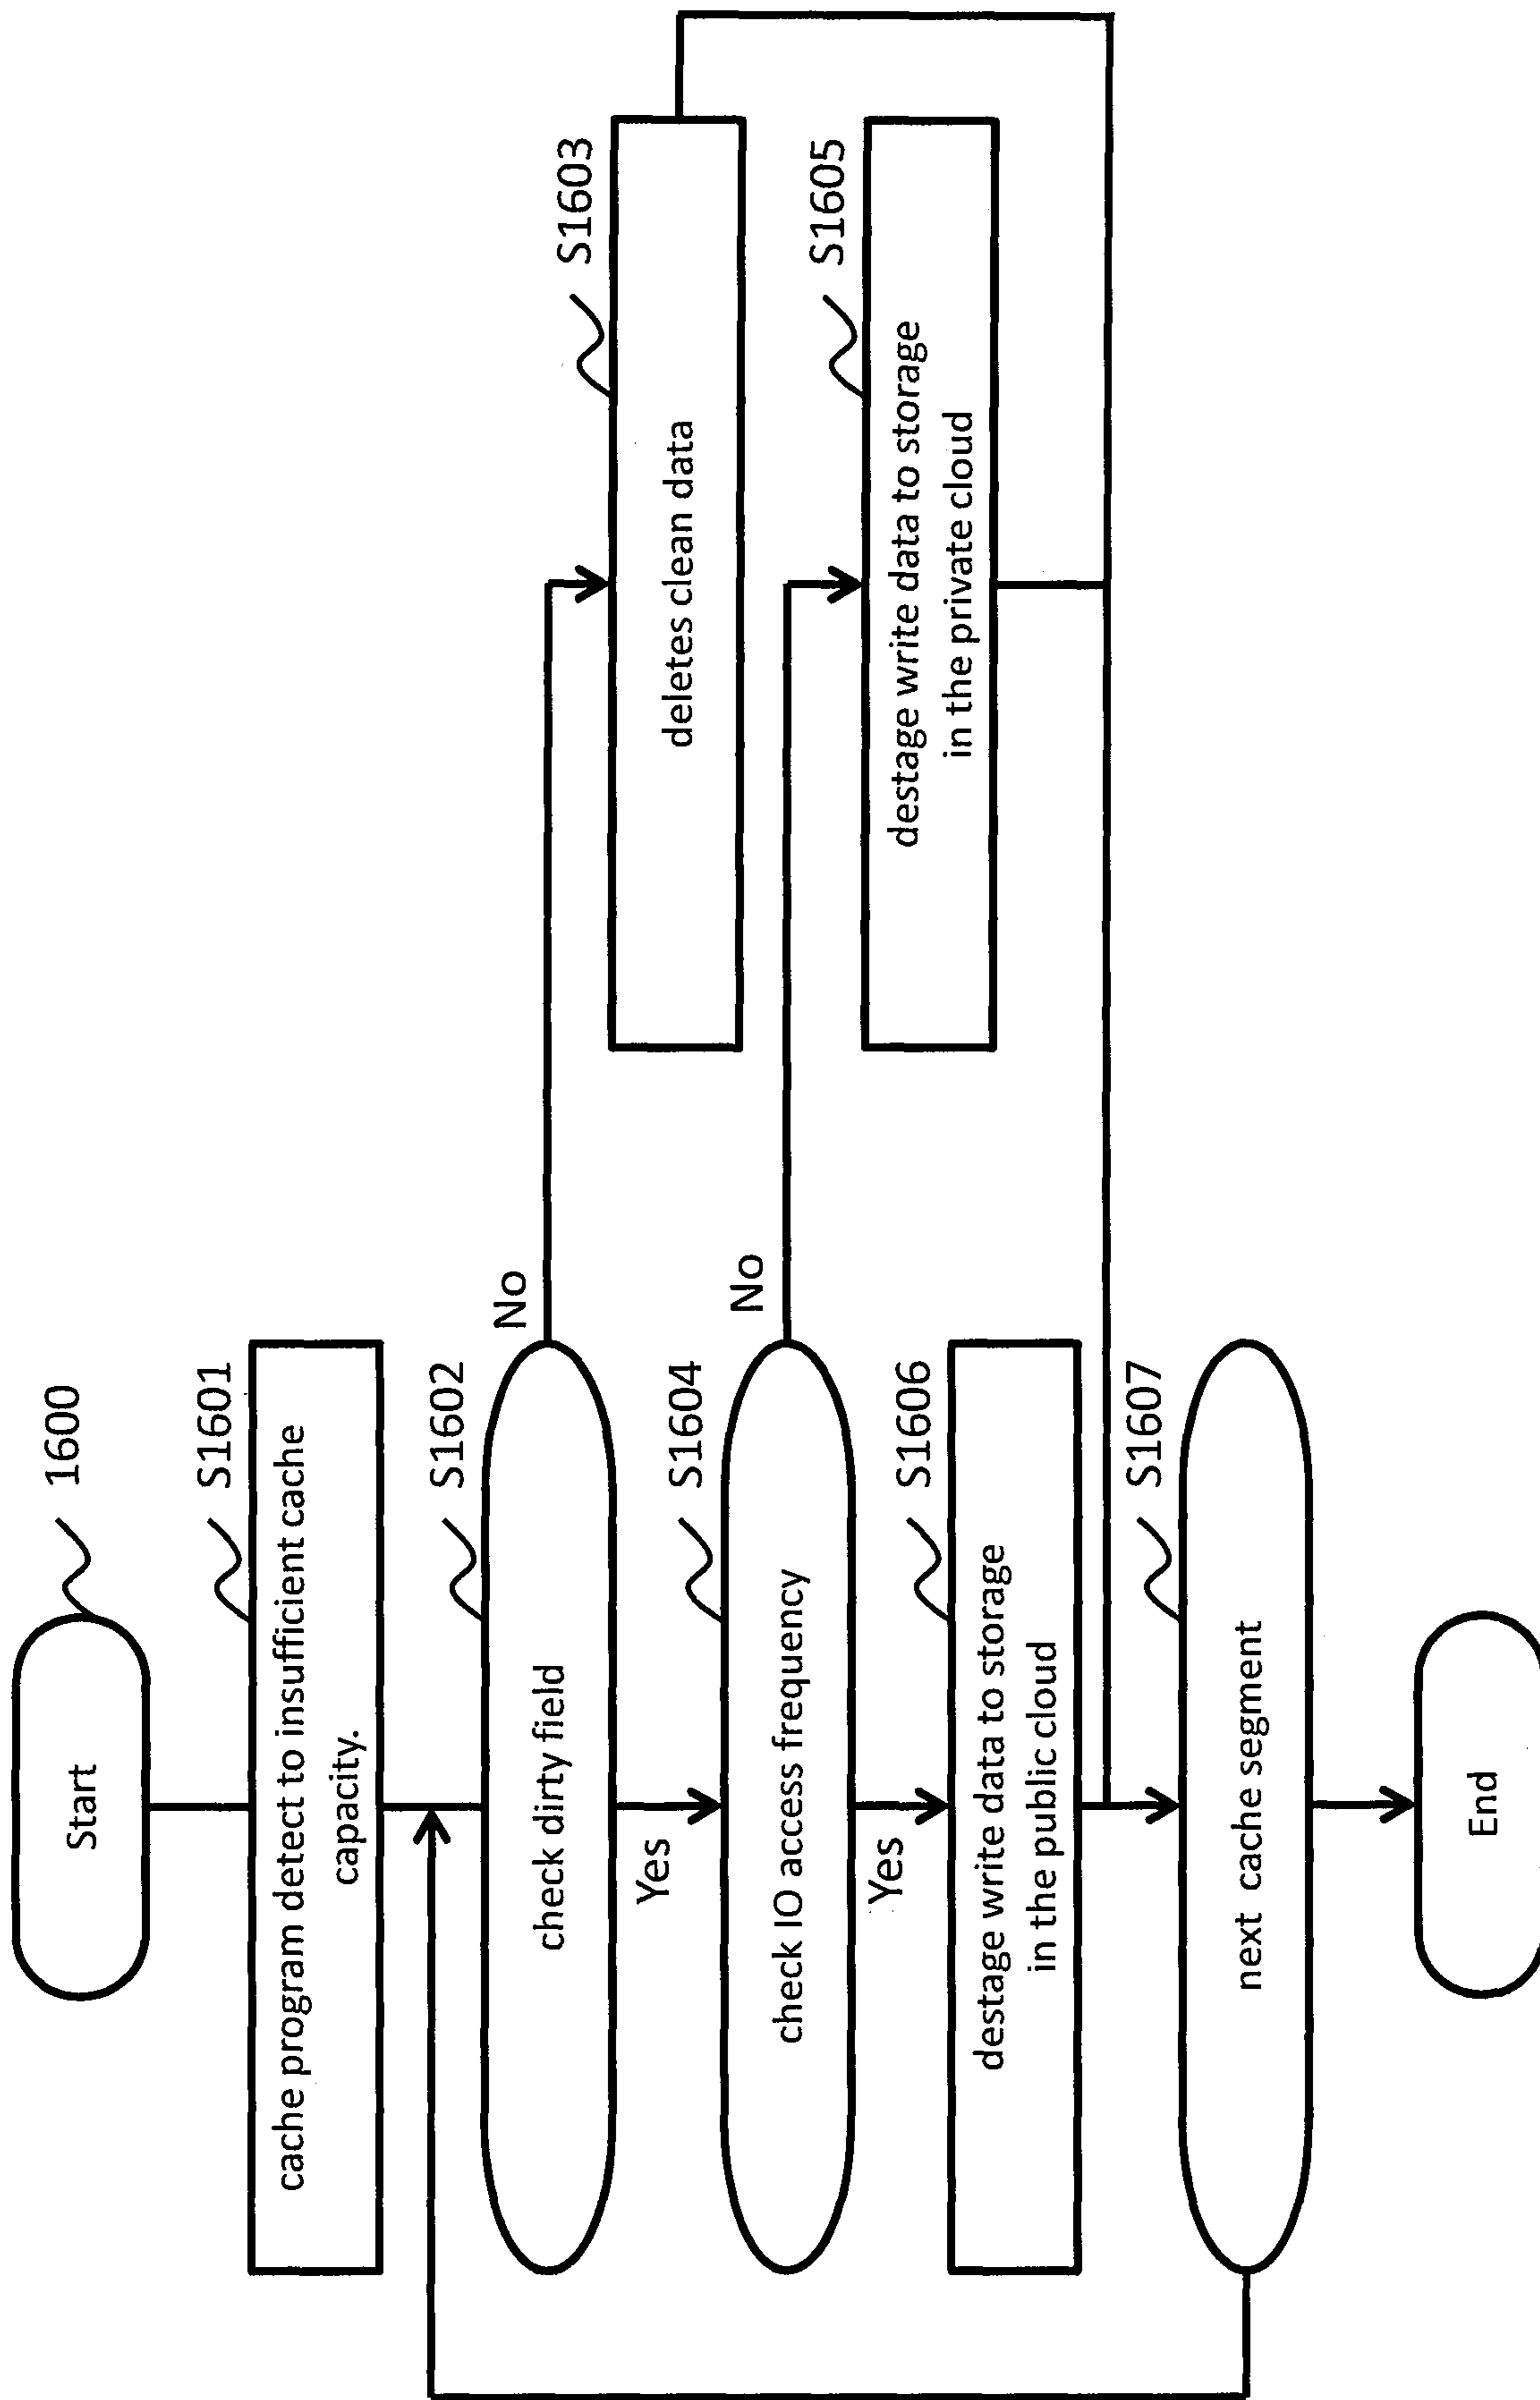 Start
1600
S1601
cache program detect to insufficient cache
capacity.
S1602
check dirty field
No
Yes
S1603
deletes clean data
S1604
check IO access frequency
No
Yes
S1605
destage write data to storage
in the private cloud
S1606
destage write data to storage
in the public cloud
S1607
next cache segment
End